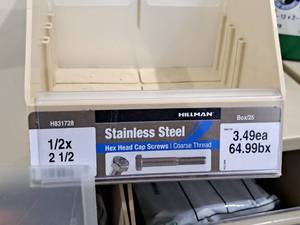 H831728
HILLMAN
Box/25
1/2x
2 1/2
Stainless Steel
Hex Head Cap Screws | Coarse Thread
3.49ea
64.99bx